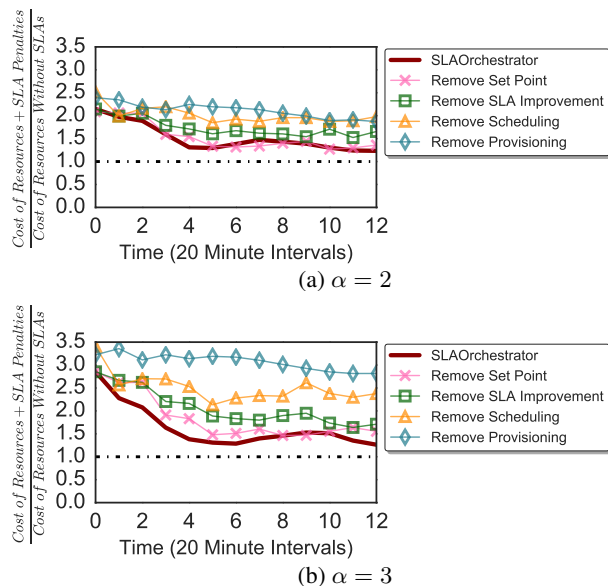 Cost of Resources + SLA Penalties
Cost of Resources Without SLAs
3.5
3.0
2.5
2.0
1.5
1.0
0.5
0.0
0 2 4 6 8 10 12
Time (20 Minute Intervals)
SLAOrchestrator
Remove Set Point
Remove SLA Improvement
Remove Scheduling
Remove Provisioning
(a) α = 2
Cost of Resources + SLA Penalties
Cost of Resources Without SLAs
3.5
3.0
2.5
2.0
1.5
1.0
0.5
0.0
0 2 4 6 8 10 12
Time (20 Minute Intervals)
SLAOrchestrator
Remove Set Point
Remove SLA Improvement
Remove Scheduling
Remove Provisioning
(b) α = 3